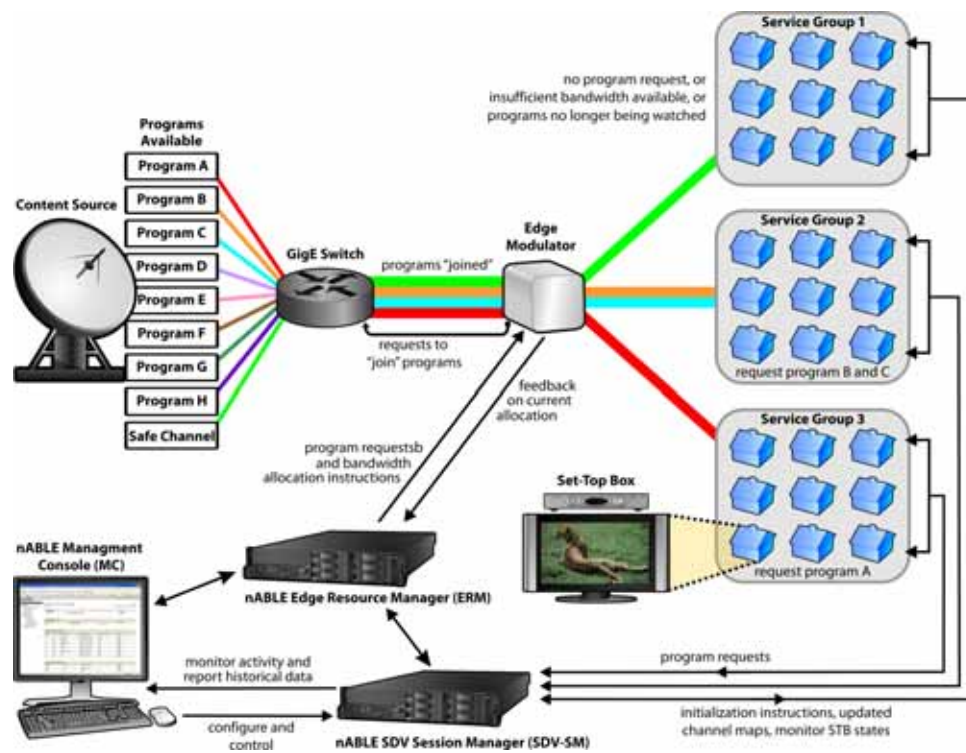 Service Group 1
no program request, or
insufficient bandwidth available, or
programs no longer being watched
Programs
Available
Program A
Program B
Program C
Program D
Program E
Program F
Program G
Program H
Safe Channel
Content Source
GigE Switch
programs "joined"
requests to
"join" programs
Edge
Modulator
Service Group 2
request program B and C
feedback
on current
allocation
program requestsb
and bandwidth
allocation instructions
Service Group 3
request program A
Set-Top Box
nABLE Managment
Console (MC)
nABLE Edge Resource Manager (ERM)
monitor activity and
report historical data
configure and
control
nABLE SDV Session Manager (SDV-SM)
program requests
initialization instructions, updated
channel maps, monitor STB states